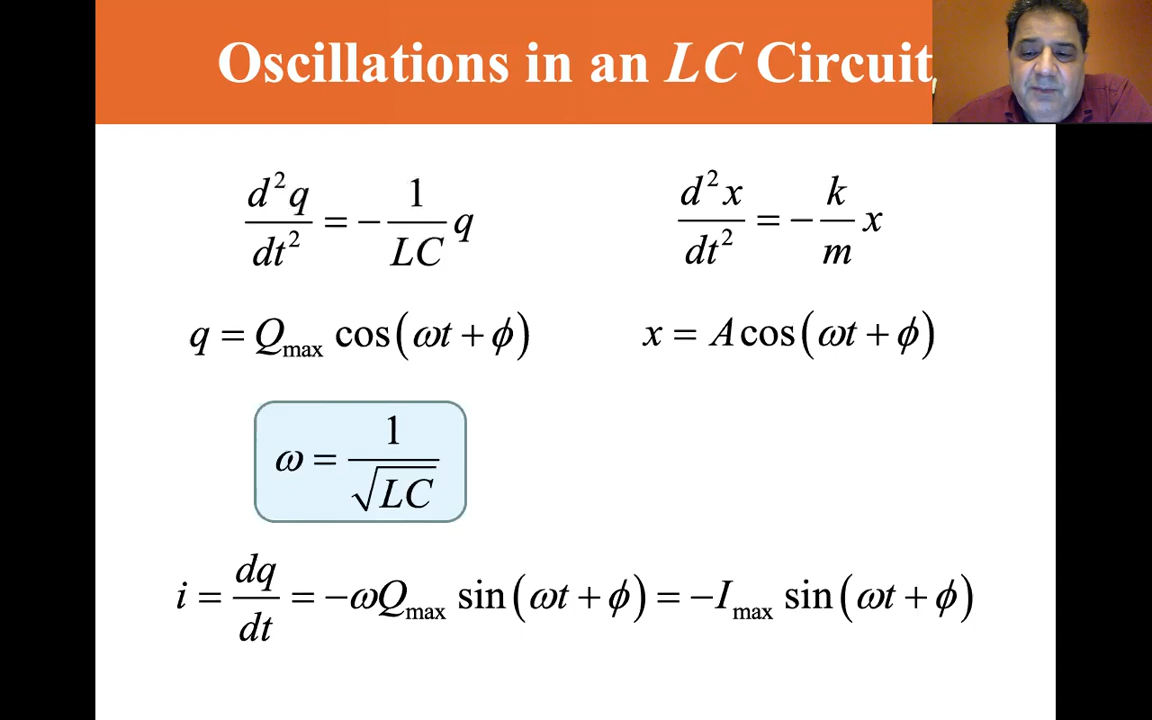 Oscillations in an LC Circuit
d²q/dt² = −(1/LC)q
d²x/dt² = −(k/m)x
q = Q_max cos(ωt + ϕ)
x = A cos(ωt + ϕ)
ω = 1/√(LC)
i = dq/dt = −ωQ_max sin(ωt + ϕ) = −I_max sin(ωt + ϕ)